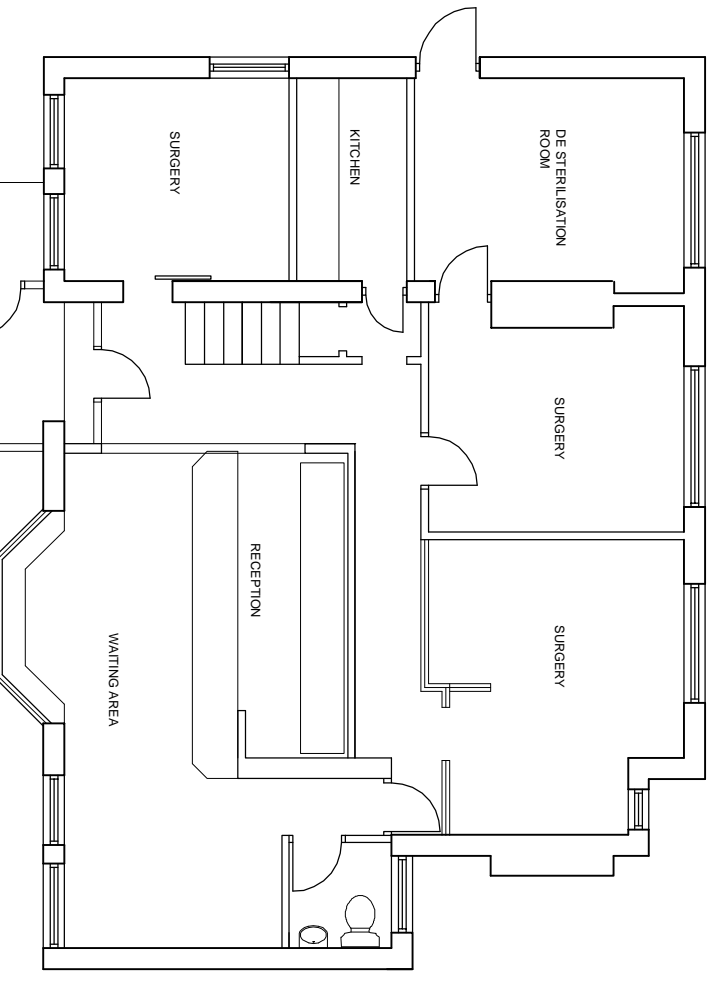 SURGERY
KITCHEN
DE STERILISATION
ROOM
SURGERY
RECEPTION
SURGERY
WAITING AREA